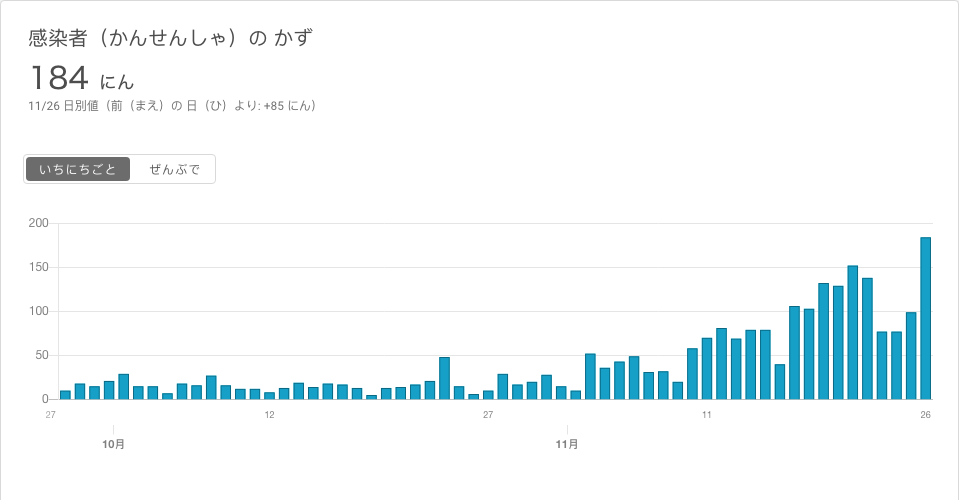 感染者（かんせんしゃ）の かず
184 にん
11/26 日別値（前（まえ）の 日（ひ）より: +85 にん）
いちにちごと ぜんぶで
200
150
100
50
0
27 12 27 11 26
10月 11月